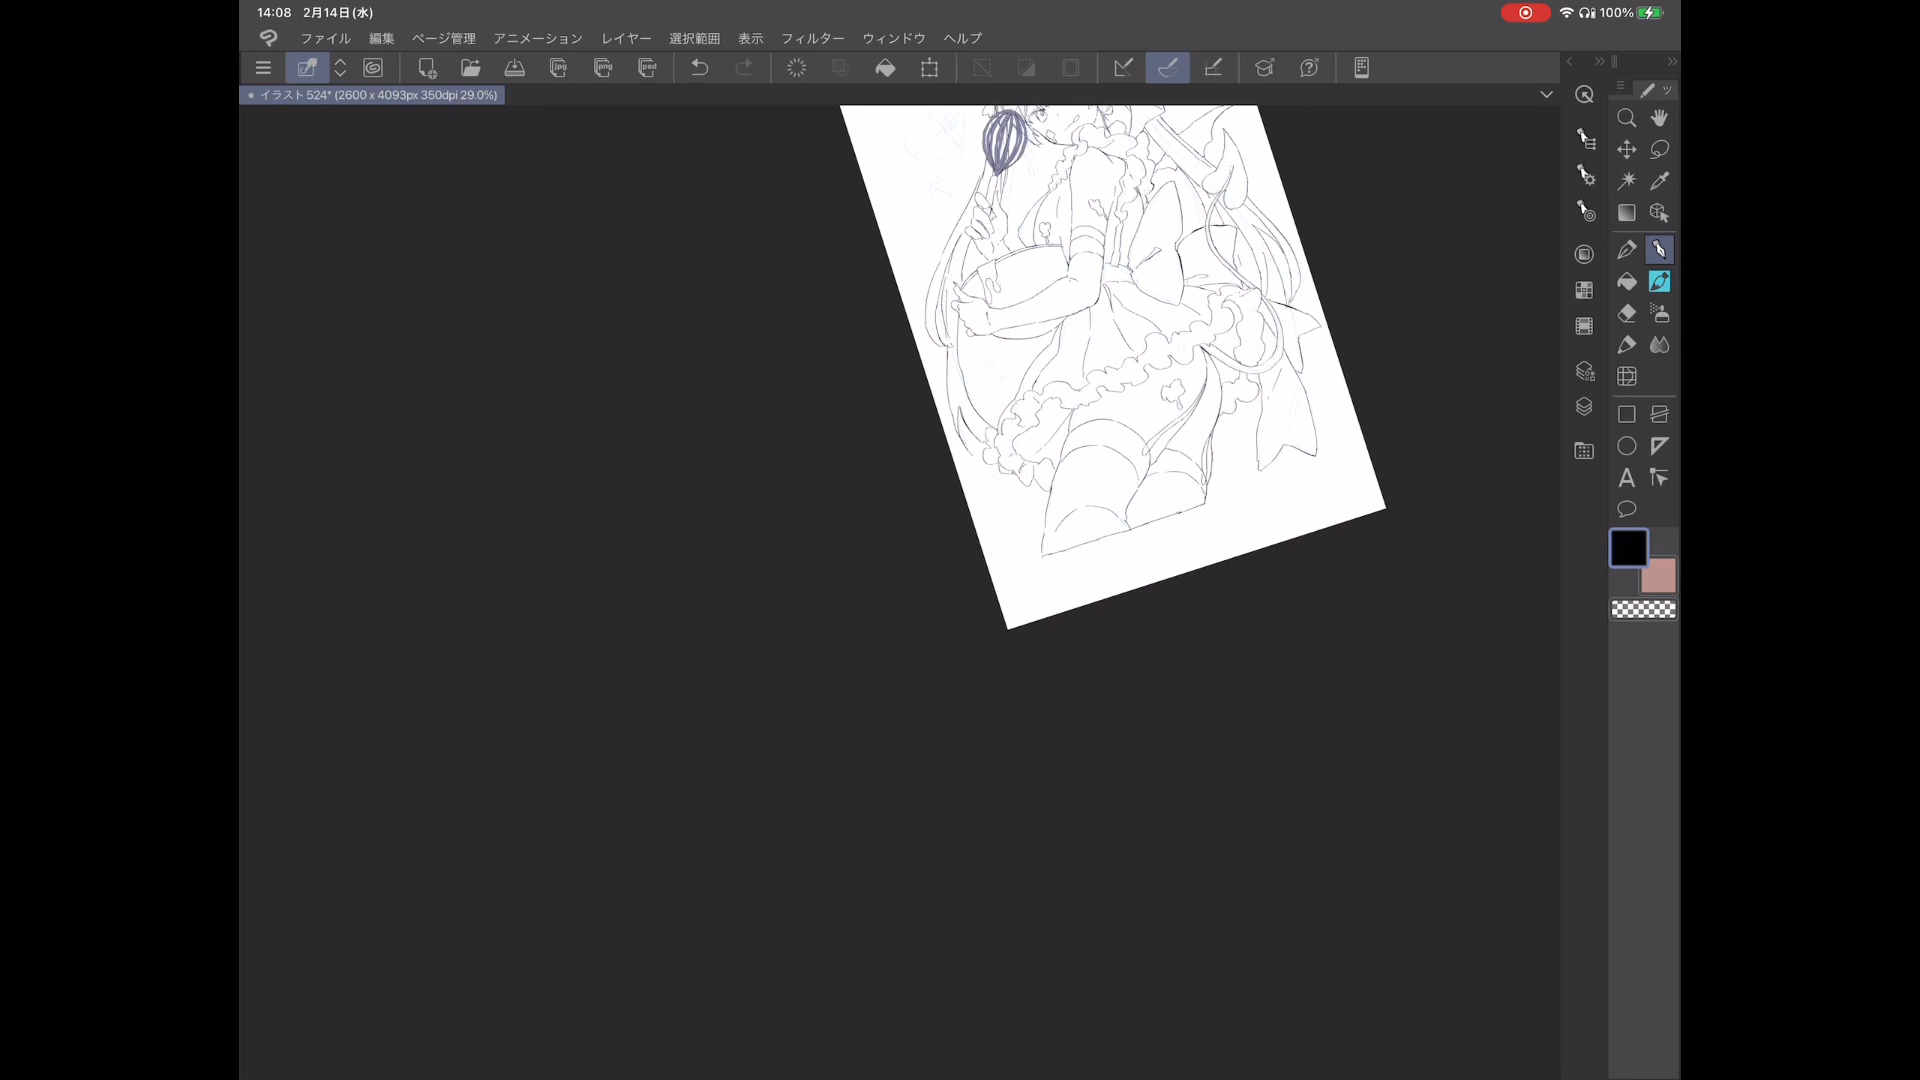 14:08 2月14日(水)
100%
ファイル 編集 ページ管理 アニメーション レイヤー 選択範囲 表示 フィルター ウィンドウ ヘルプ
jpg png psd
イラスト524* (2600 x 4093px 350dpi 29.0%)